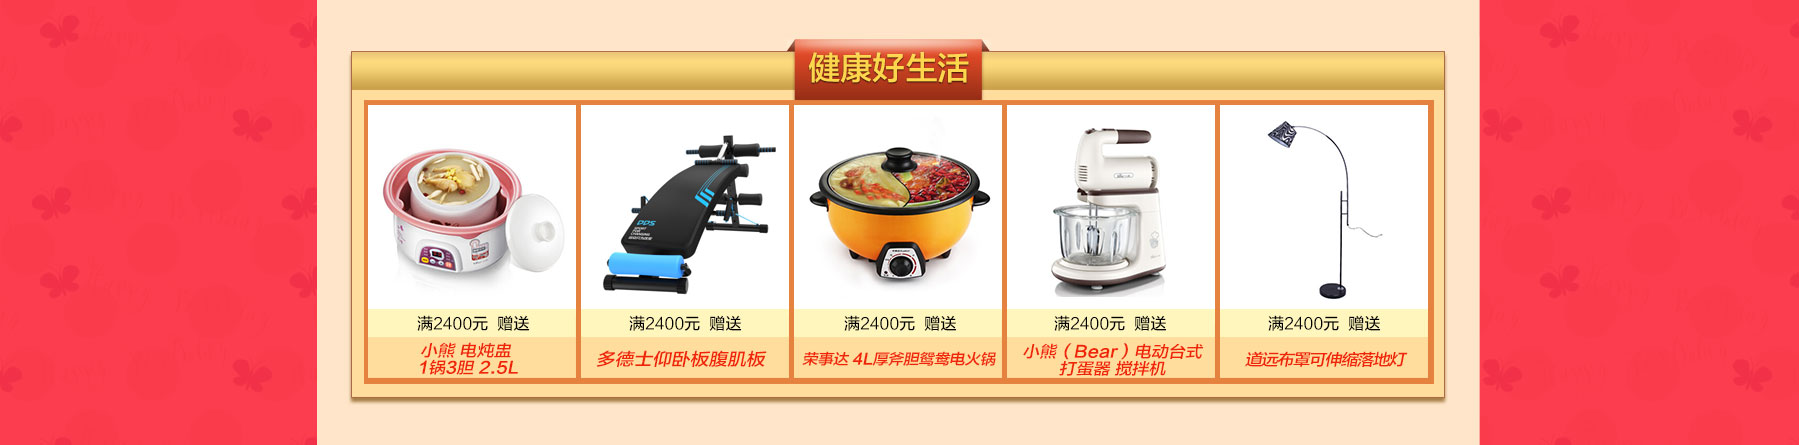 健康好生活
满2400元 赠送
小熊 电炖盅
1锅3胆 2.5L
满2400元 赠送
多德士仰卧板腹肌板
满2400元 赠送
荣事达 4L厚斧胆鸳鸯电火锅
满2400元 赠送
小熊（Bear）电动台式
打蛋器 搅拌机
满2400元 赠送
道远布罩可伸缩落地灯
DDS
SPORT
FOR
CHANGING